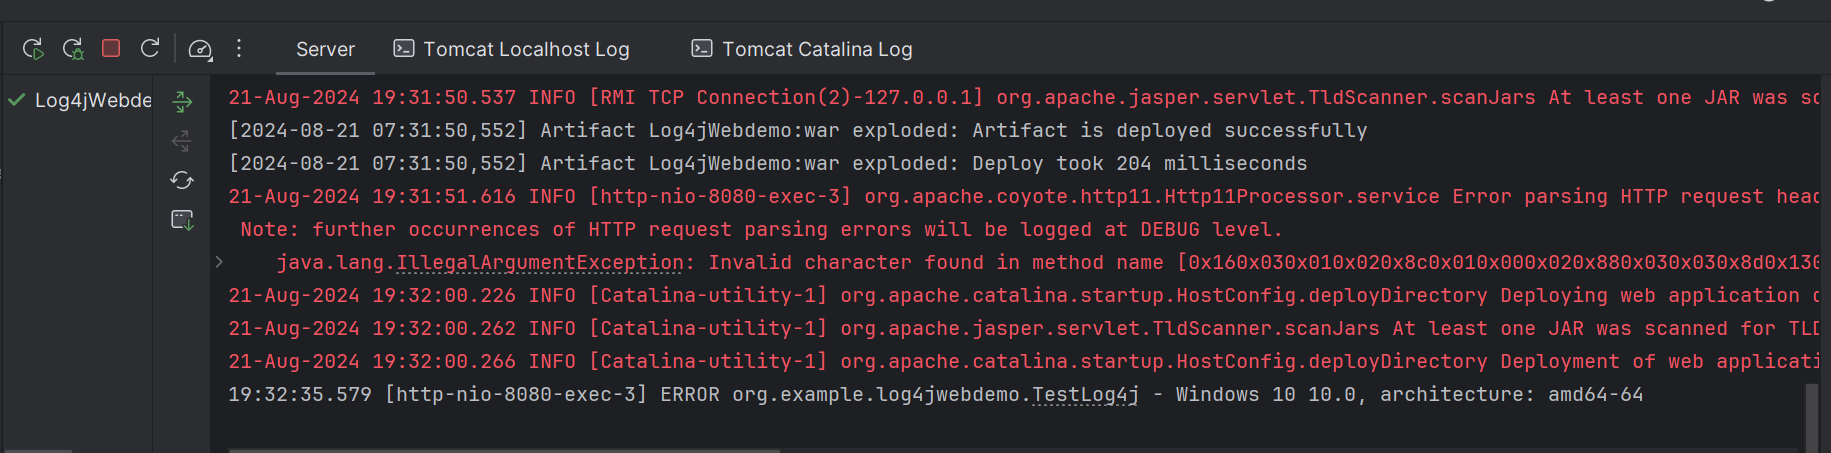 Server Tomcat Localhost Log Tomcat Catalina Log
Log4jWebde
21-Aug-2024 19:31:50.537 INFO [RMI TCP Connection(2)-127.0.0.1] org.apache.jasper.servlet.TldScanner.scanJars At least one JAR was sc
[2024-08-21 07:31:50,552] Artifact Log4jWebdemo:war exploded: Artifact is deployed successfully
[2024-08-21 07:31:50,552] Artifact Log4jWebdemo:war exploded: Deploy took 204 milliseconds
21-Aug-2024 19:31:51.616 INFO [http-nio-8080-exec-3] org.apache.coyote.http11.Http11Processor.service Error parsing HTTP request head
Note: further occurrences of HTTP request parsing errors will be logged at DEBUG level.
java.lang.IllegalArgumentException: Invalid character found in method name [0x160x030x010x020x8c0x010x000x020x880x030x030x8d0x130
21-Aug-2024 19:32:00.226 INFO [Catalina-utility-1] org.apache.catalina.startup.HostConfig.deployDirectory Deploying web application
21-Aug-2024 19:32:00.262 INFO [Catalina-utility-1] org.apache.jasper.servlet.TldScanner.scanJars At least one JAR was scanned for TLD
21-Aug-2024 19:32:00.266 INFO [Catalina-utility-1] org.apache.catalina.startup.HostConfig.deployDirectory Deployment of web applicati
19:32:35.579 [http-nio-8080-exec-3] ERROR org.example.log4jwebdemo.TestLog4j - Windows 10 10.0, architecture: amd64-64